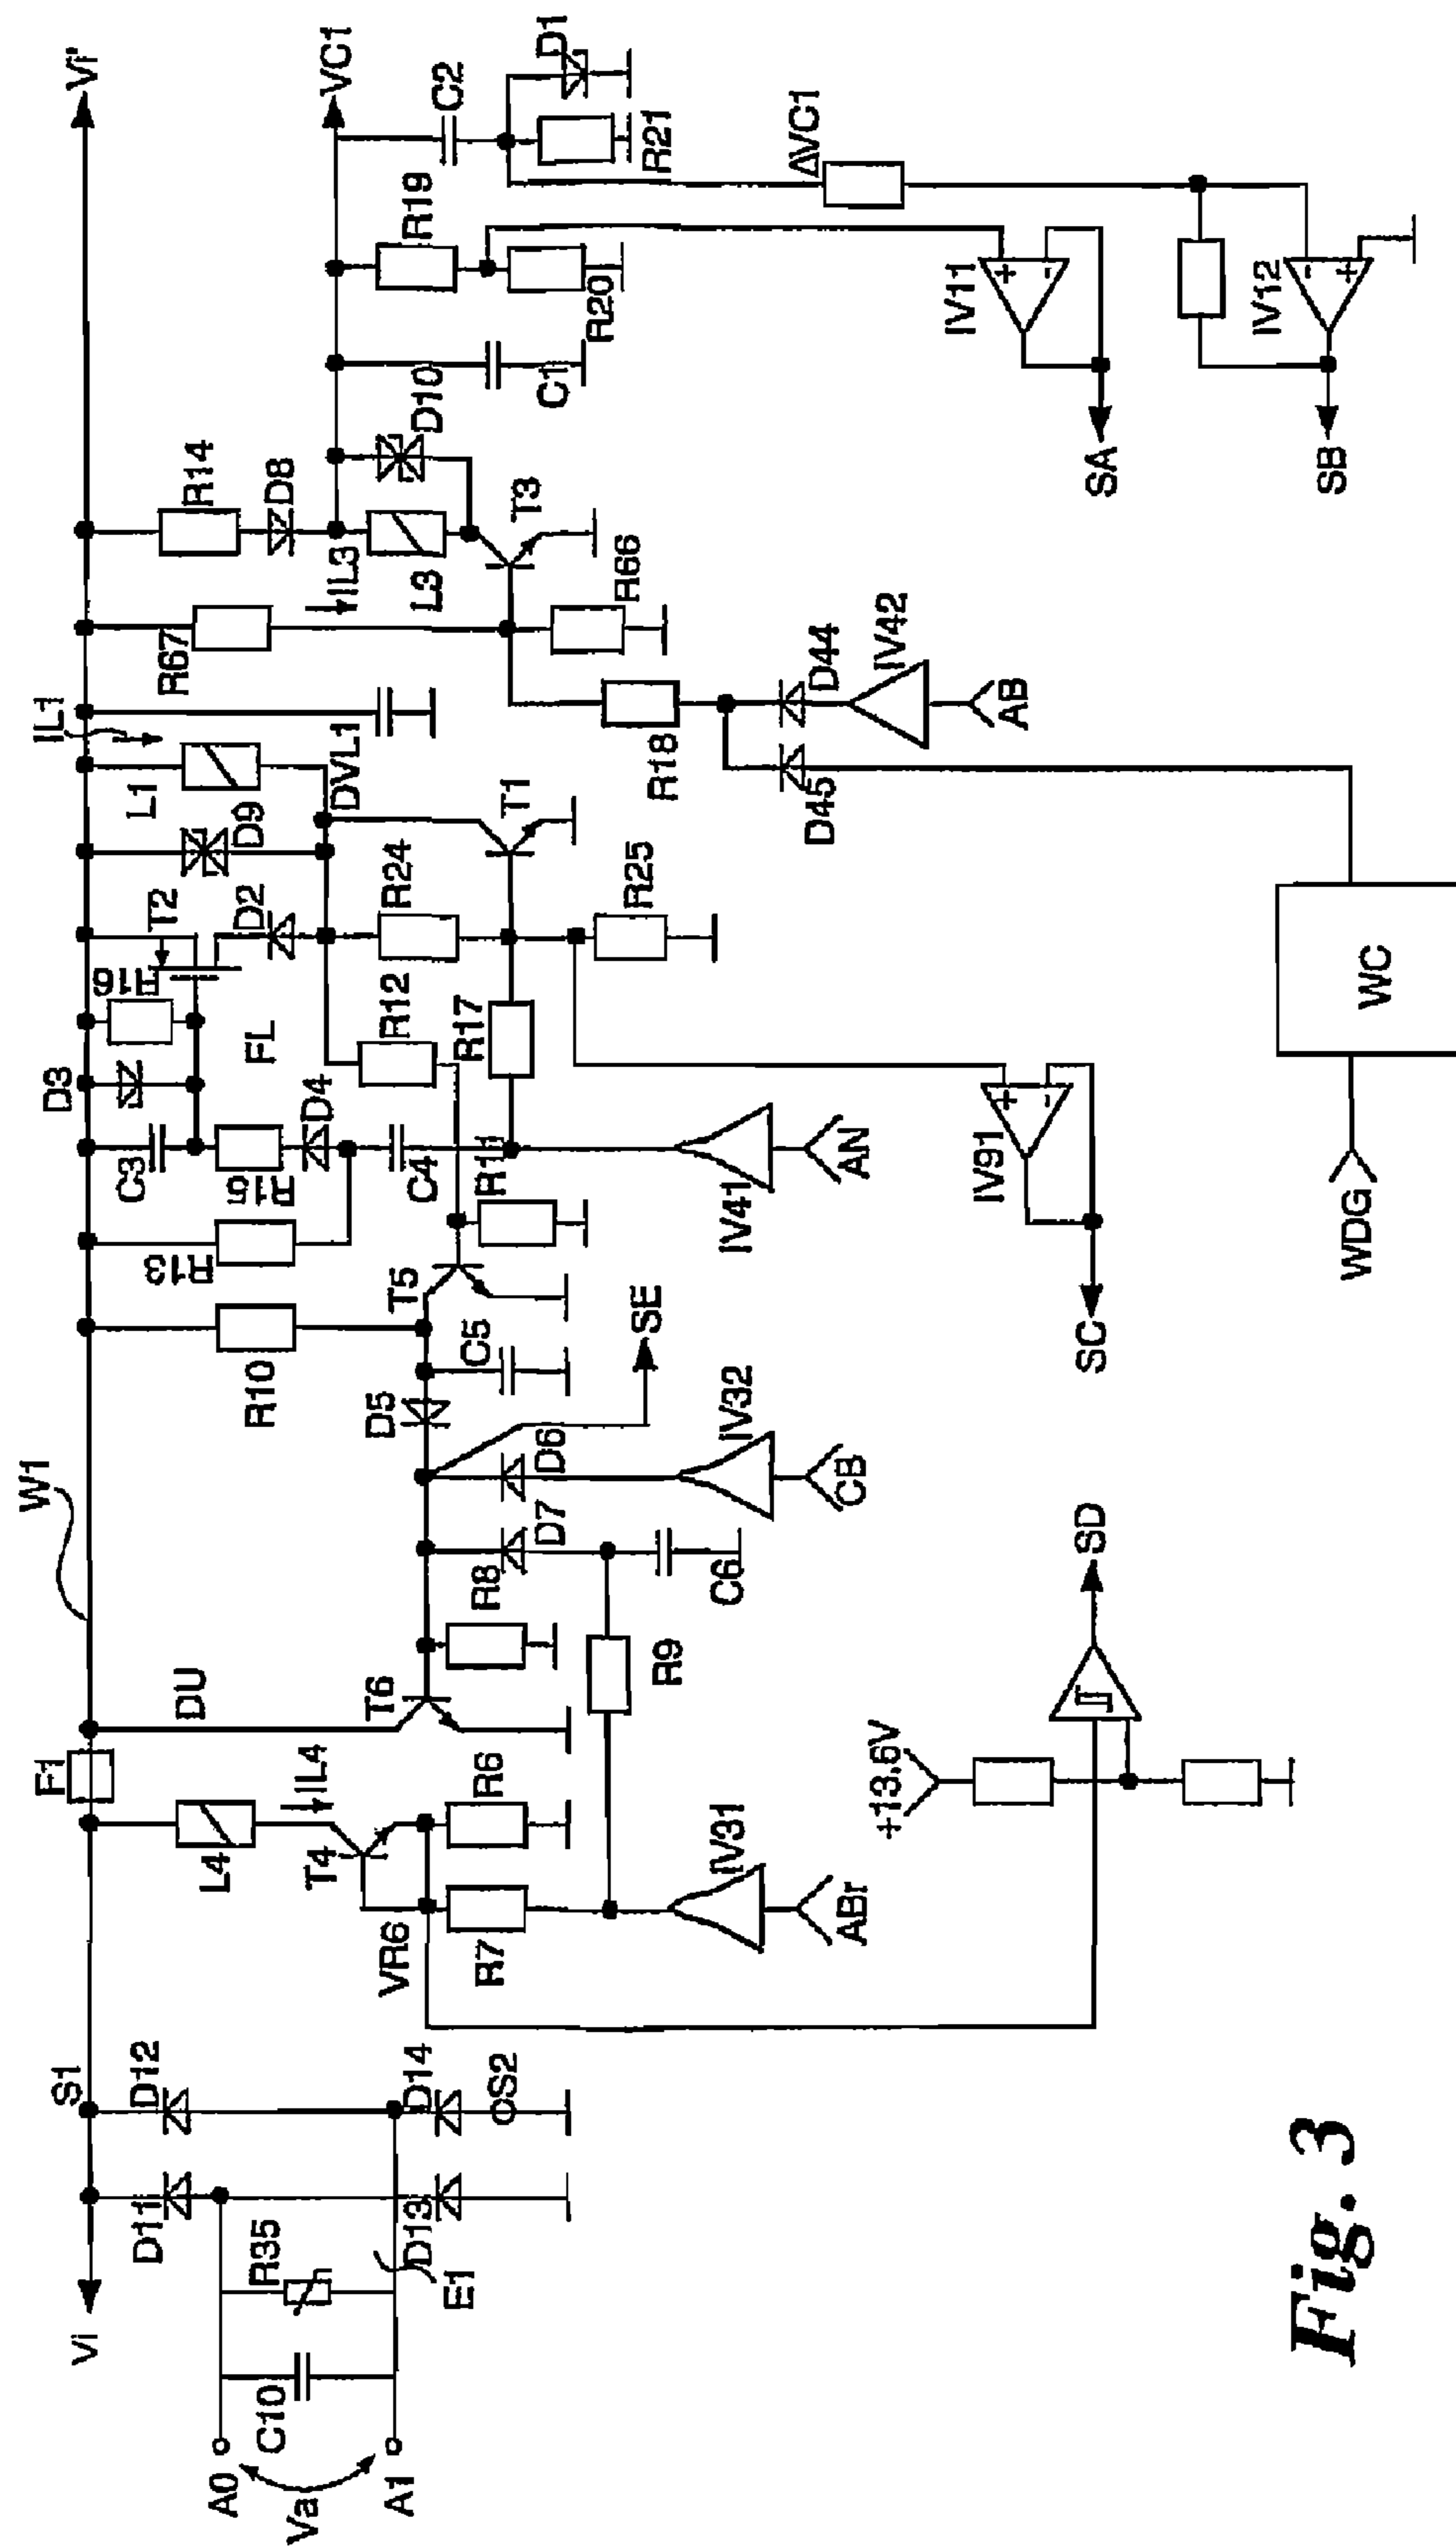 Vi
S1
F1
W1
Vi'
D11
D12
DU
L4
IL4
T4
T6
R10
R13
C3
R15
D4
D3
R16
T2
FL
D2
D9
L1
IL1
DVL1
R67
IL3
R14
D8
L3
D10
T3
VC1
C1
R19
R20
C2
D1
R21
ΔVC1
A0
Va
A1
C10
R35
E1
D13
D14
OS2
VR6
R7
R6
R8
R9
D7
D6
C6
D5
C5
T5
R11
C4
R12
R17
R24
T1
R25
R18
R66
D45
D44
IV42
AB
IV31
ABr
IV32
CB
SE
IV41
AN
+13,6V
SD
IV91
SC
WDG
WC
IV11
SA
IV12
SB
+
-
+
-
-
+
Fig. 3